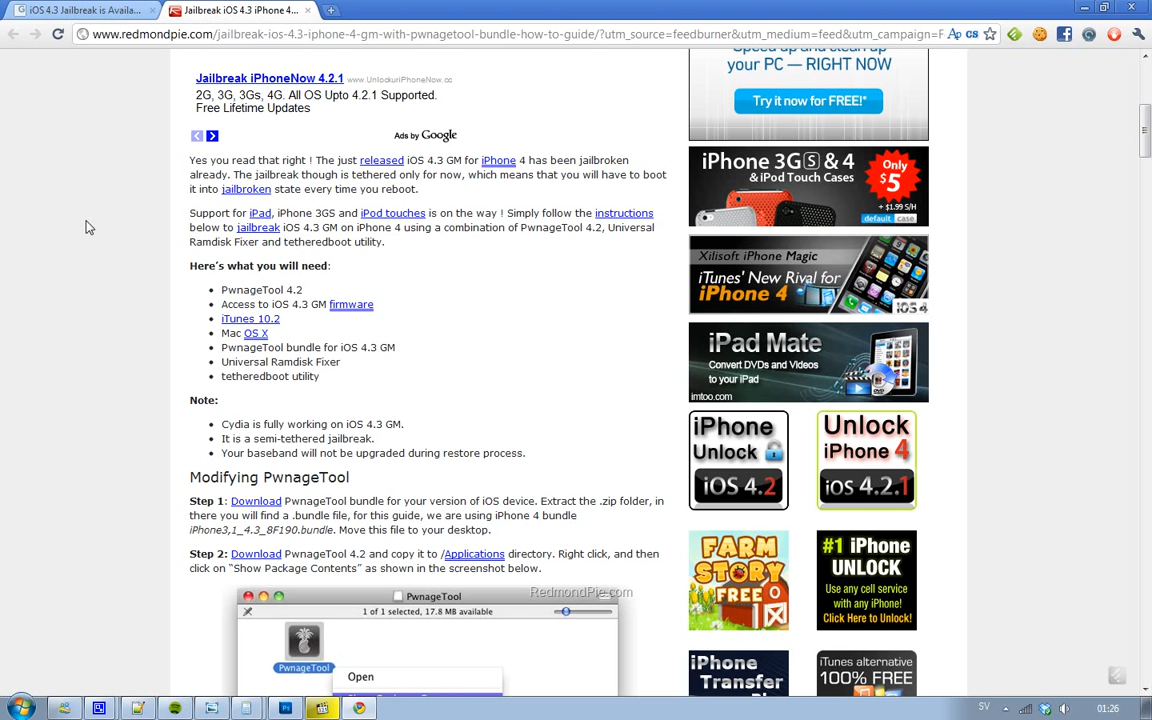 iOS 4.3 Jailbreak is Availa...
Jailbreak iOS 4.3 iPhone 4...
www.redmondpie.com/jailbreak-ios-4.3-iphone-4-gm-with-pwnagetool-bundle-how-to-guide/?utm_source=feedburner&utm_medium=feed&utm_campaign=F
Jailbreak iPhoneNow 4.2.1 www.UnlockuriPhoneNow.cc
2G, 3G, 3Gs, 4G. All OS Upto 4.2.1 Supported.
Free Lifetime Updates
Ads by Google
Yes you read that right ! The just released iOS 4.3 GM for iPhone 4 has been jailbroken
already. The jailbreak though is tethered only for now, which means that you will have to boot
it into jailbroken state every time you reboot.
Support for iPad, iPhone 3GS and iPod touches is on the way ! Simply follow the instructions
below to jailbreak iOS 4.3 GM on iPhone 4 using a combination of PwnageTool 4.2, Universal
Ramdisk Fixer and tetheredboot utility.
Here's what you will need:
• PwnageTool 4.2
• Access to iOS 4.3 GM firmware
• iTunes 10.2
• Mac OS X
• PwnageTool bundle for iOS 4.3 GM
• Universal Ramdisk Fixer
• tetheredboot utility
Note:
• Cydia is fully working on iOS 4.3 GM.
• It is a semi-tethered jailbreak.
• Your baseband will not be upgraded during restore process.
Modifying PwnageTool
Step 1: Download PwnageTool bundle for your version of iOS device. Extract the .zip folder, in
there you will find a .bundle file, for this guide, we are using iPhone 4 bundle
iPhone3,1_4.3_8F190.bundle. Move this file to your desktop.
Step 2: Download PwnageTool 4.2 and copy it to /Applications directory. Right click, and then
click on “Show Package Contents” as shown in the screenshot below.
RedmondPie.com
PwnageTool
1 of 1 selected, 17.8 MB available
PwnageTool
Open
your PC — RIGHT NOW
Try it now for FREE!*
iPhone 3GS & 4
& iPod Touch Cases
Only
$5
+ $1.99 S/H
default case
Xilisoft iPhone Magic
iTunes' New Rival for
iPhone 4
iOS 4
iPad Mate
Convert DVDs and Videos
to your iPad
imtoo.com
iPhone
Unlock
iOS 4.2
Unlock
iPhone 4
iOS 4.2.1
FARM
STORY
FREE
#1 iPhone
UNLOCK
Use any cell service
with any iPhone!
Click Here to Unlock!
iPhone
Transfer
iTunes alternative
100% FREE
SV
01:26